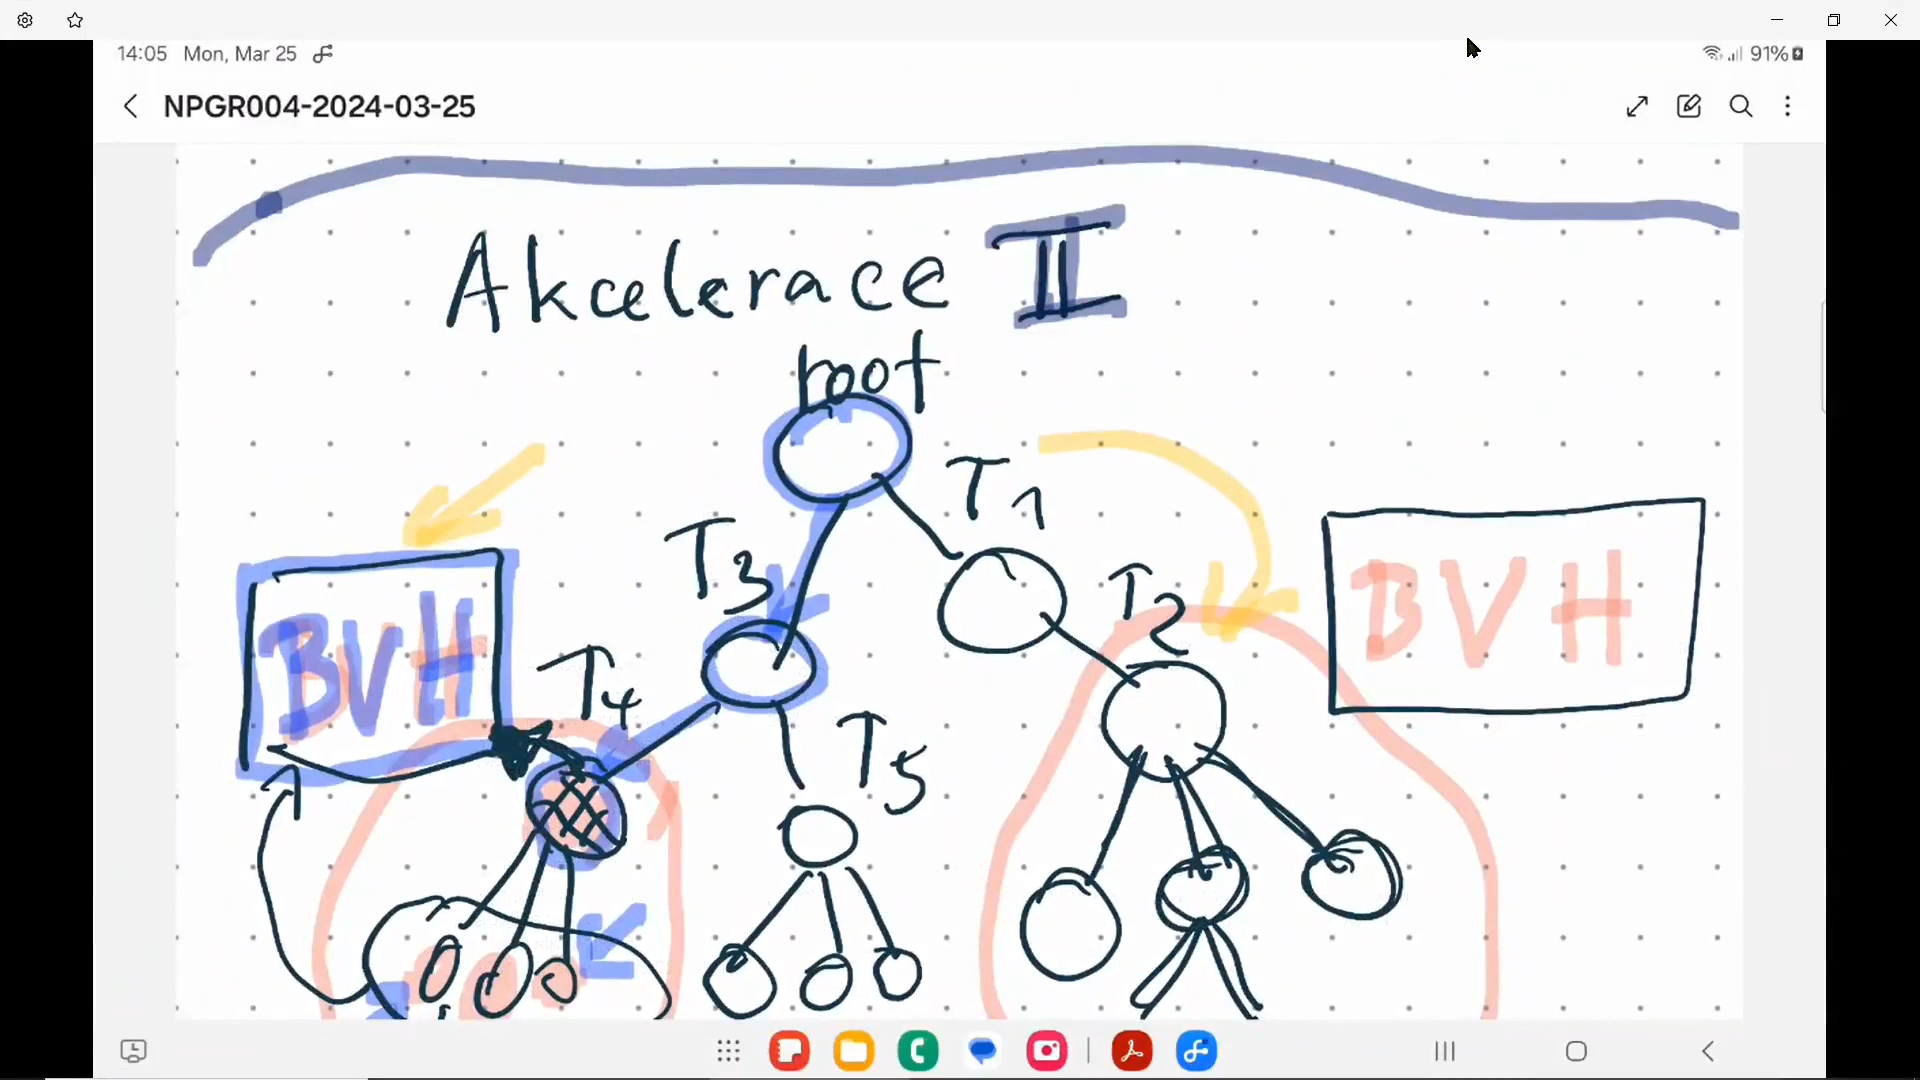 14:05 Mon, Mar 25 91%
NPGR004-2024-03-25
Akcelerace II
root
T1
T3
T2
BVH
BVH
T4
T5